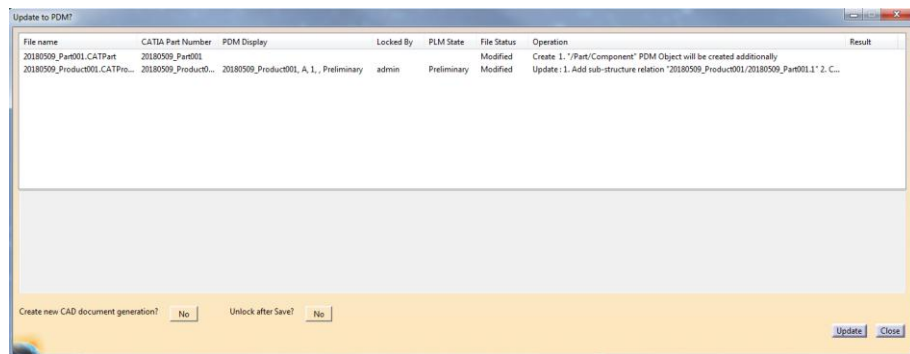 Update to PDM?
File name CATIA Part Number PDM Display Locked By PLM State File Status Operation Result
20180509_Part001.CATPart 20180509_Part001 Modified Create 1. "/Part/Component" PDM Object will be created additionally
20180509_Product001.CATPro... 20180509_Product0... 20180509_Product001, A, 1, , Preliminary admin Preliminary Modified Update : 1. Add sub-structure relation "20180509_Product001/20180509_Part001.1" 2. C...
Create new CAD document generation? No Unlock after Save? No
Update Close